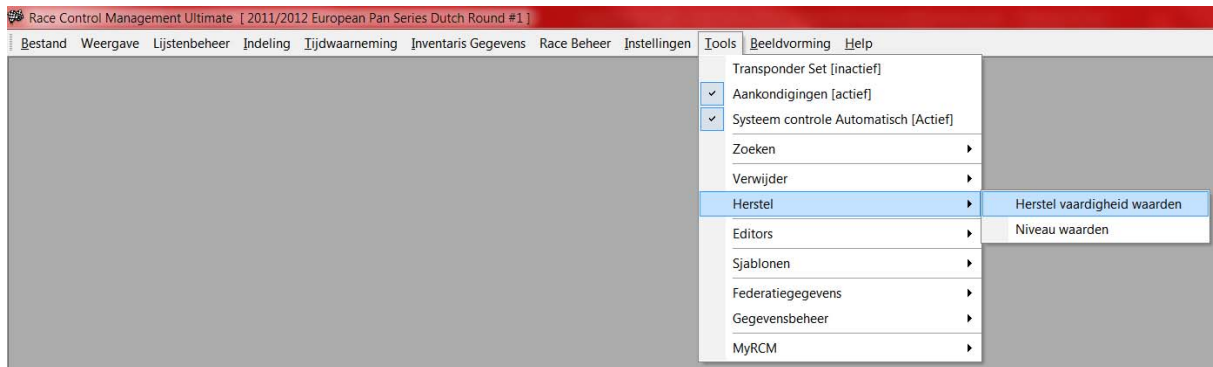 Race Control Management Ultimate [ 2011/2012 European Pan Series Dutch Round #1 ]
Bestand Weergave Lijstenbeheer Indeling Tijdwaarneming Inventaris Gegevens Race Beheer Instellingen Tools Beeldvorming Help
Transponder Set [inactief]
Aankondigingen [actief]
Systeem controle Automatisch [Actief]
Zoeken
Verwijder
Herstel
Herstel vaardigheid waarden
Niveau waarden
Editors
Sjablonen
Federatiegegevens
Gegevensbeheer
MyRCM